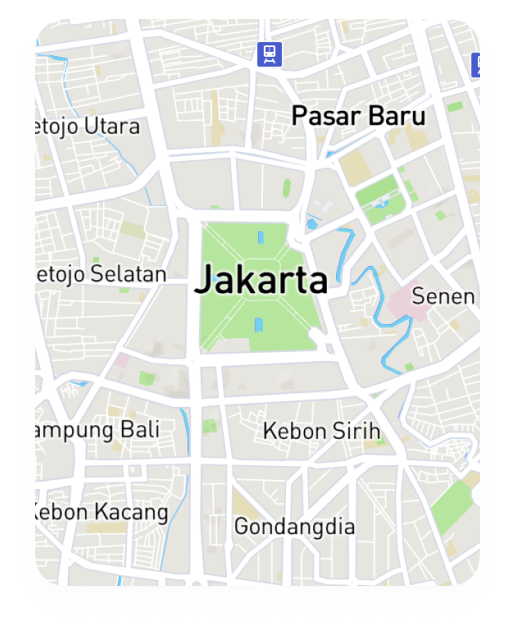 Pasar Baru
etojo Utara
etojo Selatan
Jakarta
Senen
ampung Bali
Kebon Sirih
Kebon Kacang
Gondangdia